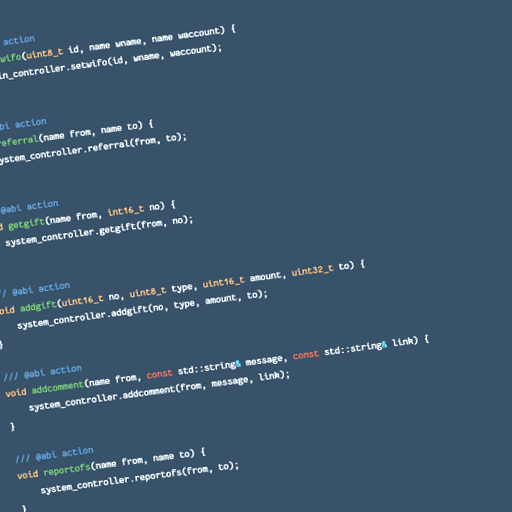 action
wifo(uint8_t id, name wname, name waccount) {
in_controller.setwifo(id, wname, waccount);
bi action
referral(name from, name to) {
ystem_controller.referral(from, to);
@abi action
d getgift(name from, int16_t no) {
system_controller.getgift(from, no);
// @abi action
oid addgift(uint16_t no, uint8_t type, uint16_t amount, uint32_t to) {
system_controller.addgift(no, type, amount, to);
}
/// @abi action
void addcomment(name from, const std::string& message, const std::string& link) {
system_controller.addcomment(from, message, link);
}
/// @abi action
void reportofs(name from, name to) {
system_controller.reportofs(from, to);
}